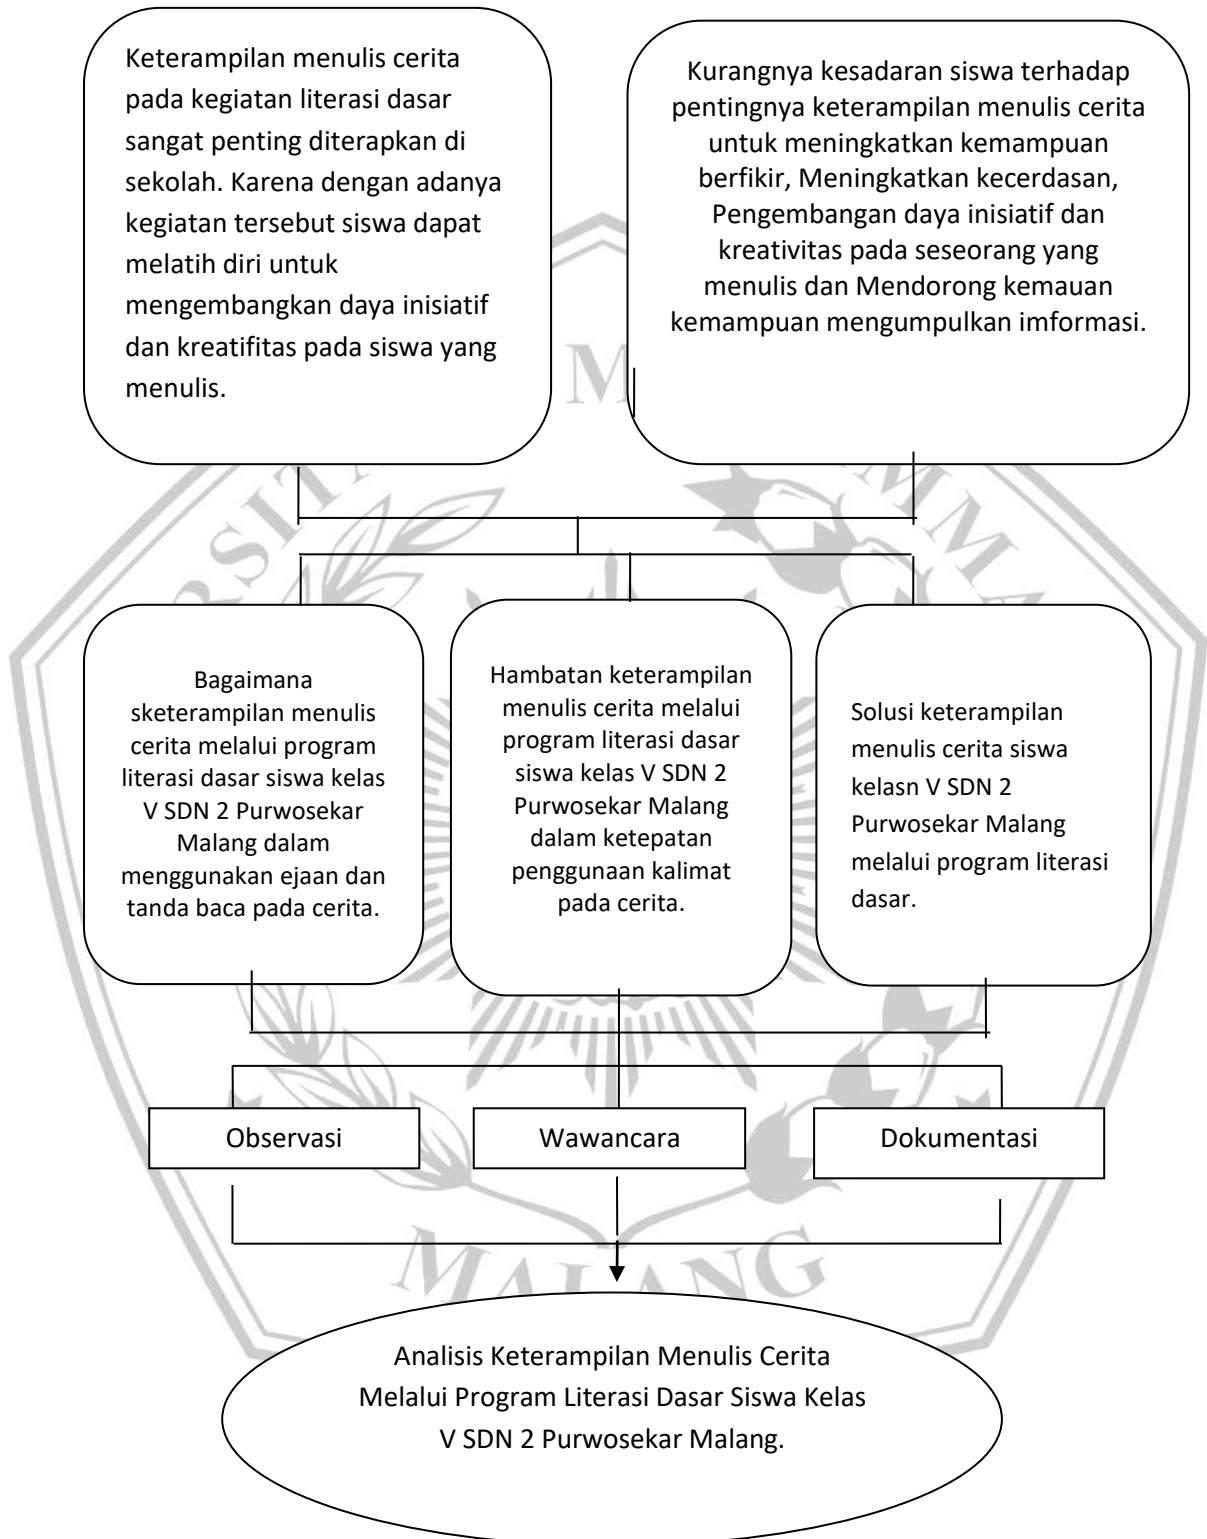 Keterampilan menulis cerita
pada kegiatan literasi dasar
sangat penting diterapkan di
sekolah. Karena dengan adanya
kegiatan tersebut siswa dapat
melatih diri untuk
mengembangkan daya inisiatif
dan kreatifitas pada siswa yang
menulis.
Kurangnya kesadaran siswa terhadap
pentingnya keterampilan menulis cerita
untuk meningkatkan kemampuan
berfikir, Meningkatkan kecerdasan,
Pengembangan daya inisiatif dan
kreativitas pada seseorang yang
menulis dan Mendorong kemauan
kemampuan mengumpulkan imformasi.
Bagaimana
sketerampilan menulis
cerita melalui program
literasi dasar siswa kelas
V SDN 2 Purwosekar
Malang dalam
menggunakan ejaan dan
tanda baca pada cerita.
Hambatan keterampilan
menulis cerita melalui
program literasi dasar
siswa kelas V SDN 2
Purwosekar Malang
dalam ketepatan
penggunaan kalimat
pada cerita.
Solusi keterampilan
menulis cerita siswa
kelasn V SDN 2
Purwosekar Malang
melalui program literasi
dasar.
Observasi
Wawancara
Dokumentasi
MALANG
Analisis Keterampilan Menulis Cerita
Melalui Program Literasi Dasar Siswa Kelas
V SDN 2 Purwosekar Malang.